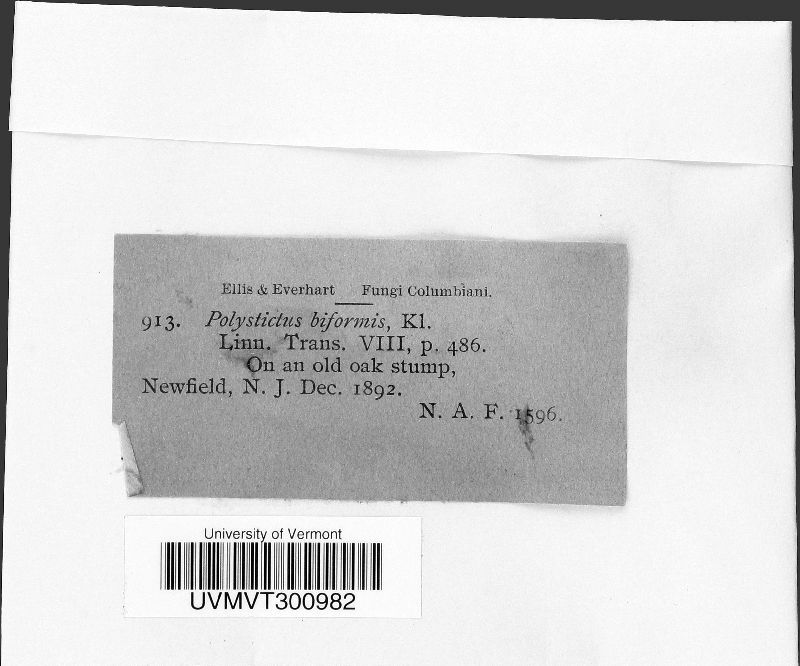 Ellis & Everhart Fungi Columbiani.
913. Polystictus biformis, Kl.
Linn. Trans. VIII, p. 486.
On an old oak stump,
Newfield, N. J. Dec. 1892.
N. A. F. 1596.
University of Vermont
UVMVT300982